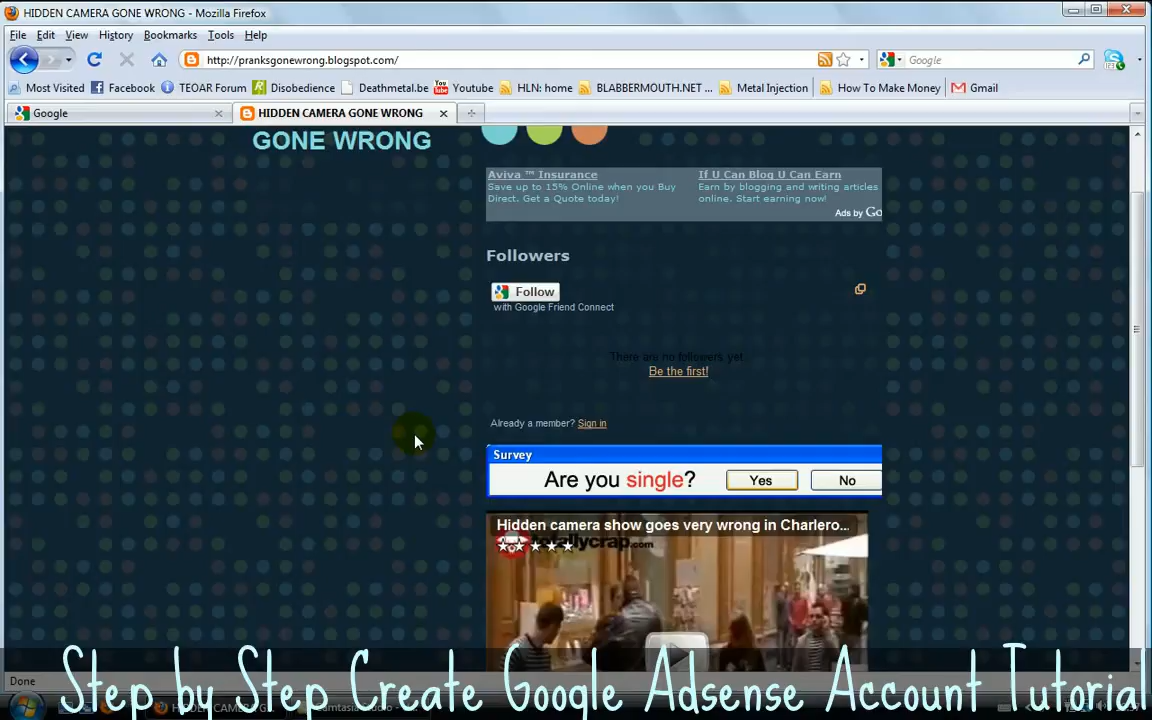 HIDDEN CAMERA GONE WRONG - Mozilla Firefox
File Edit View History Bookmarks Tools Help
http://pranksgonewrong.blogspot.com/
Google
Most Visited Facebook TEOAR Forum Disobedience Deathmetal.be Youtube HLN: home BLABBERMOUTH.NET ... Metal Injection How To Make Money Gmail
Google HIDDEN CAMERA GONE WRONG
GONE WRONG
Aviva ™ Insurance
Save up to 15% Online when you Buy
Direct. Get a Quote today!
If U Can Blog U Can Earn
Earn by blogging and writing articles
online. Start earning now!
Ads by Go
Followers
Follow
with Google Friend Connect
There are no followers yet
Be the first!
Already a member? Sign in
Survey
Are you single? Yes No
Hidden camera show goes very wrong in Charlero...
Done
Step by Step Create Google Adsense Account Tutorial